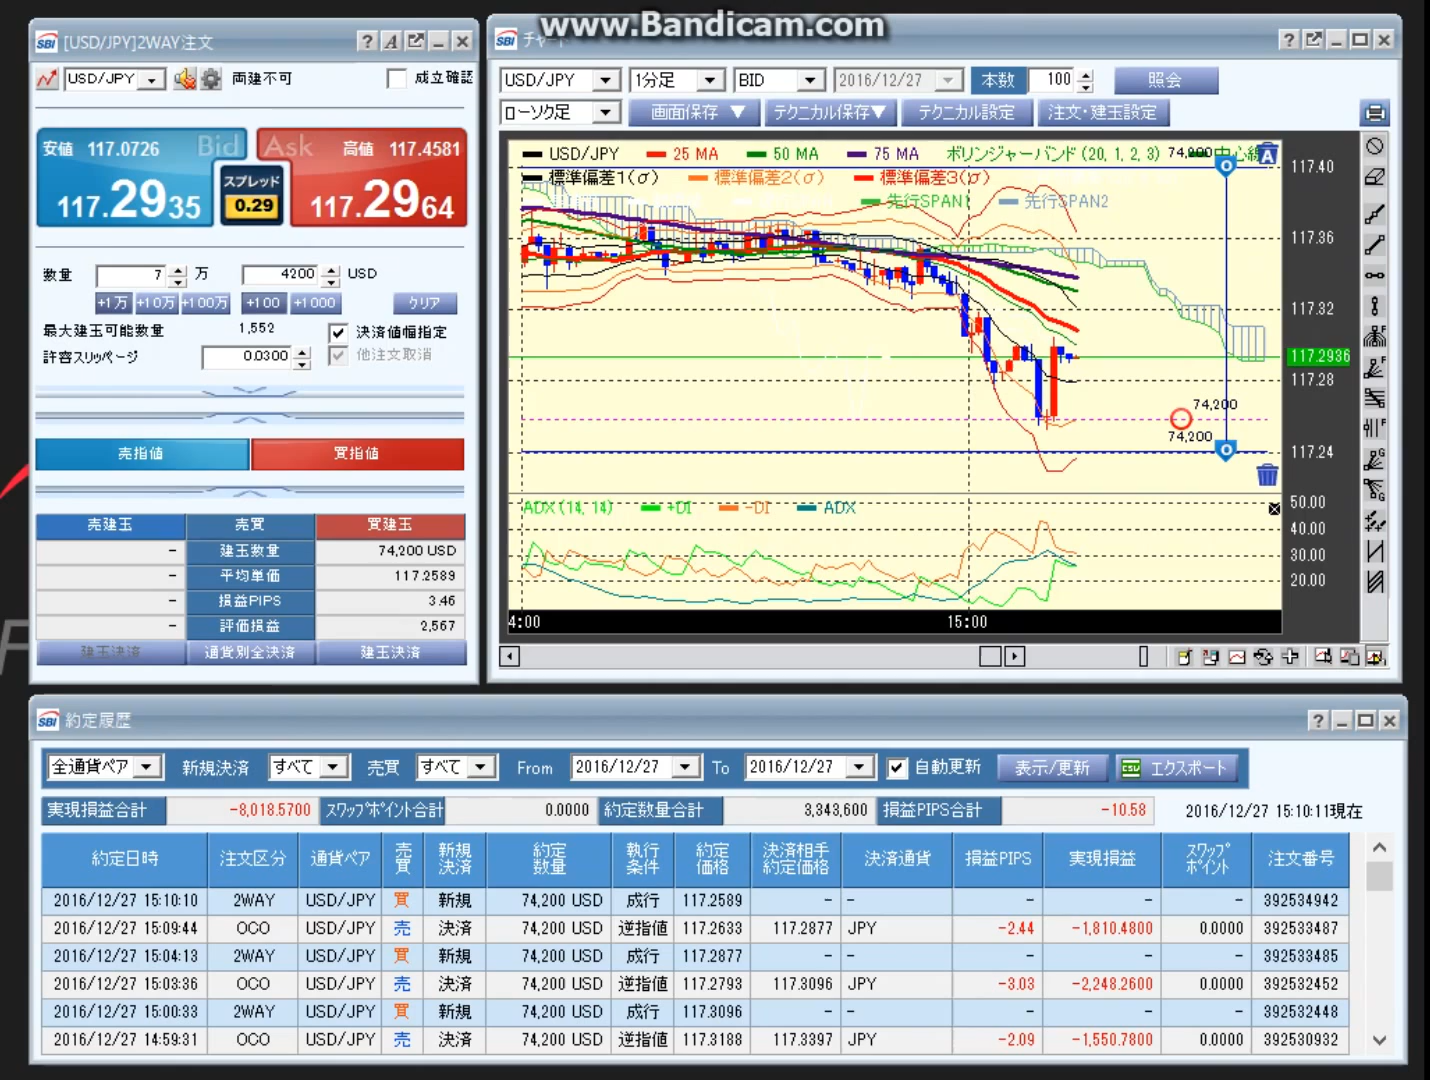 www.Bandicam.com
SBI [USD/JPY]2WAY注文
USD/JPY 両建不可 成立確認
安値 117.0726 Bid Ask 高値 117.4581
117.2935 スプレッド 0.29 117.2964
数量 7 万 4200 USD
+1万 +10万 +100万 +100 +1000 クリア
最大建玉可能数量 1,552 決済値幅指定
許容スリッページ 0.0300 他注文取消
売指値 買指値
売建玉 売買 買建玉
- 建玉数量 74,200 USD
- 平均単価 117.2589
- 損益PIPS 3.46
- 評価損益 2,567
建玉決済 通貨別全決済 建玉決済
SBI チャート
USD/JPY 1分足 BID 2016/12/27 本数 100 照会
ローソク足 画面保存▼ テクニカル保存▼ テクニカル設定 注文・建玉設定
USD/JPY 25 MA 50 MA 75 MA ボリンジャーバンド (20, 1, 2, 3) 74,200 中心線
標準偏差1(σ) 標準偏差2(σ) 標準偏差3(σ)
先行SPAN1 先行SPAN2
117.40
117.36
117.32
117.2936
117.28
74,200
74,200
117.24
ADX (14, 14) +DI -DI ADX
50.00
40.00
30.00
20.00
4:00 15:00
SBI 約定履歴
全通貨ペア 新規決済 すべて 売買 すべて From 2016/12/27 To 2016/12/27 自動更新 表示/更新 CSV エクスポート
実現損益合計 -8,018.5700 スワップポイント合計 0.0000 約定数量合計 3,343,600 損益PIPS合計 -10.58 2016/12/27 15:10:11現在
約定日時 注文区分 通貨ペア 売買 新規決済 約定数量 執行条件 約定価格 決済相手約定価格 決済通貨 損益PIPS 実現損益 スワップポイント 注文番号
2016/12/27 15:10:10 2WAY USD/JPY 買 新規 74,200 USD 成行 117.2589 - - - - - 392534942
2016/12/27 15:09:44 OCO USD/JPY 売 決済 74,200 USD 逆指値 117.2633 117.2877 JPY -2.44 -1,810.4800 0.0000 392533487
2016/12/27 15:04:13 2WAY USD/JPY 買 新規 74,200 USD 成行 117.2877 - - - - - 392533485
2016/12/27 15:03:36 OCO USD/JPY 売 決済 74,200 USD 逆指値 117.2793 117.3096 JPY -3.03 -2,248.2600 0.0000 392532452
2016/12/27 15:00:33 2WAY USD/JPY 買 新規 74,200 USD 成行 117.3096 - - - - - 392532448
2016/12/27 14:59:31 OCO USD/JPY 売 決済 74,200 USD 逆指値 117.3188 117.3397 JPY -2.09 -1,550.7800 0.0000 392530932